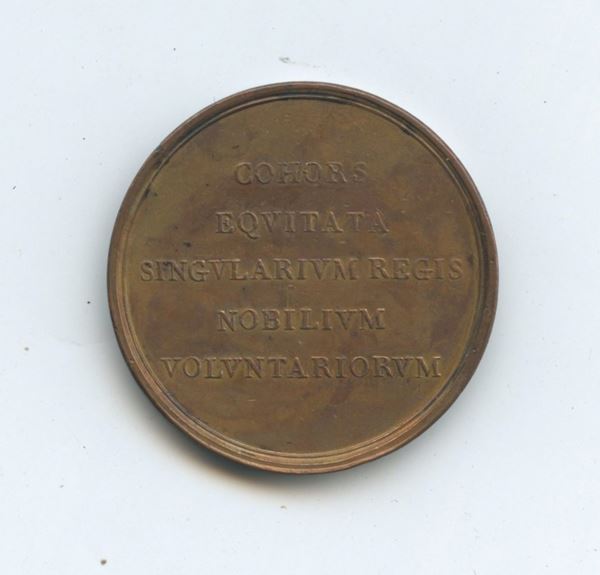 COHORS
EQVITATA
SINGVLARIVM REGIS
NOBILIVM
VOLVNTARIORVM